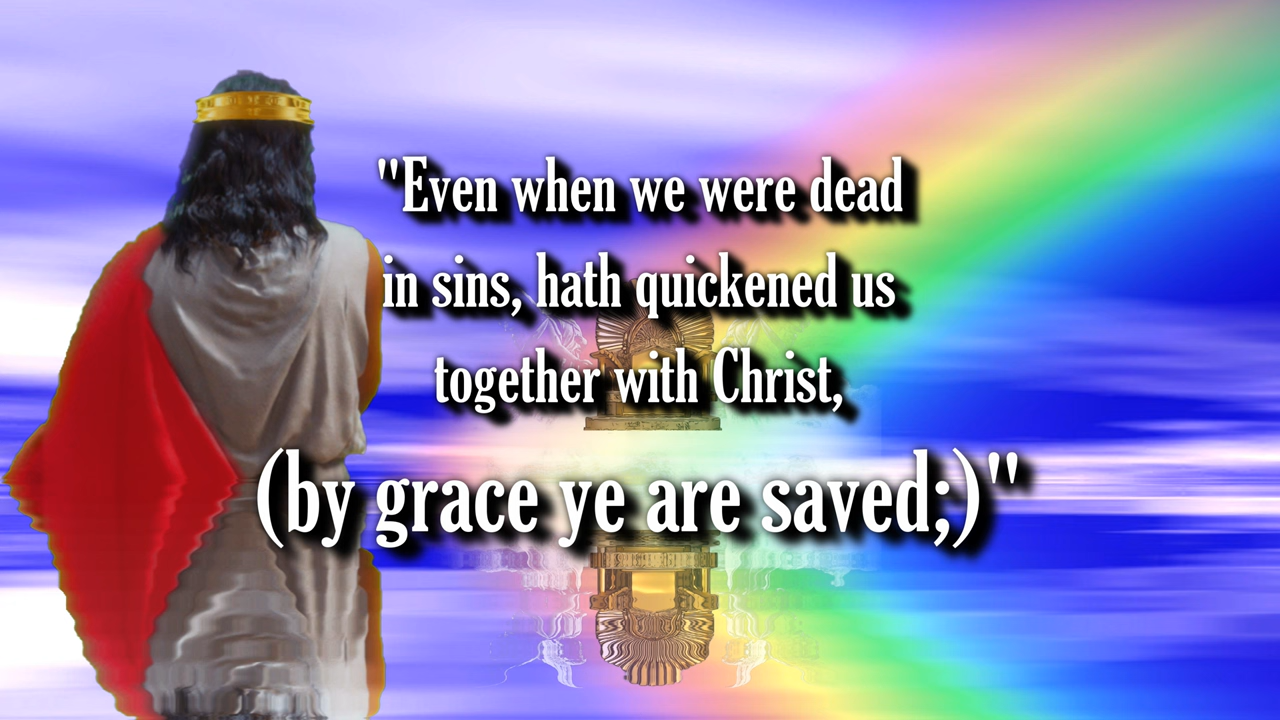 "Even when we were dead
in sins, hath quickened us
together with Christ,
(by grace ye are saved;)"